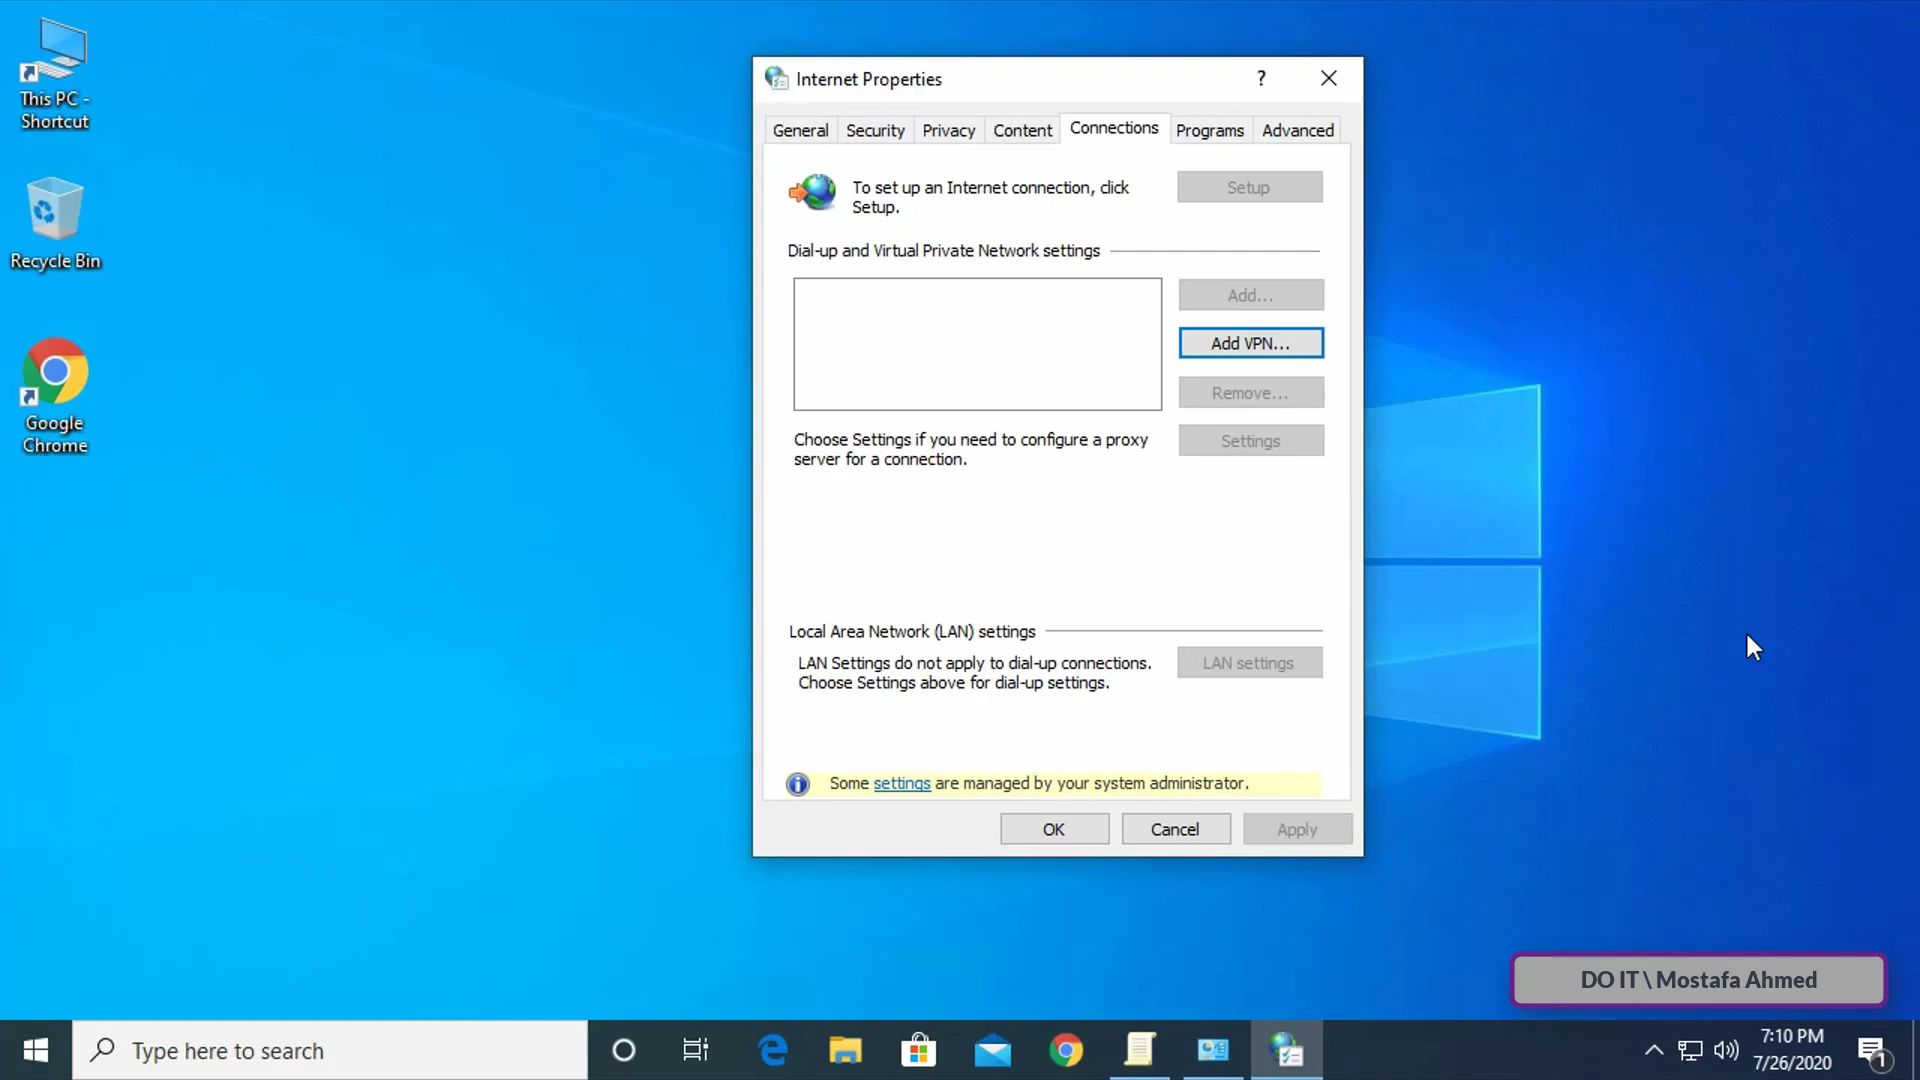 This PC -
Shortcut
Recycle Bin
Google
Chrome
Internet Properties
?
General Security Privacy Content Connections Programs Advanced
To set up an Internet connection, click
Setup.
Setup
Dial-up and Virtual Private Network settings
Add...
Add VPN...
Remove...
Choose Settings if you need to configure a proxy
server for a connection.
Settings
Local Area Network (LAN) settings
LAN Settings do not apply to dial-up connections.
Choose Settings above for dial-up settings.
LAN settings
Some settings are managed by your system administrator.
OK Cancel Apply
DO IT \ Mostafa Ahmed
Type here to search
7:10 PM
7/26/2020
1